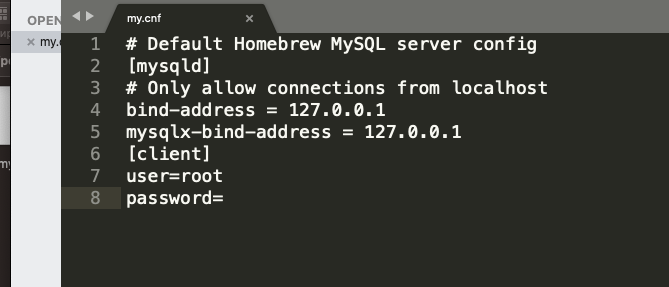 OPEN
my.cnf
# Default Homebrew MySQL server config
[mysqld]
# Only allow connections from localhost
bind-address = 127.0.0.1
mysqlx-bind-address = 127.0.0.1
[client]
user=root
password=
1
2
3
4
5
6
7
8